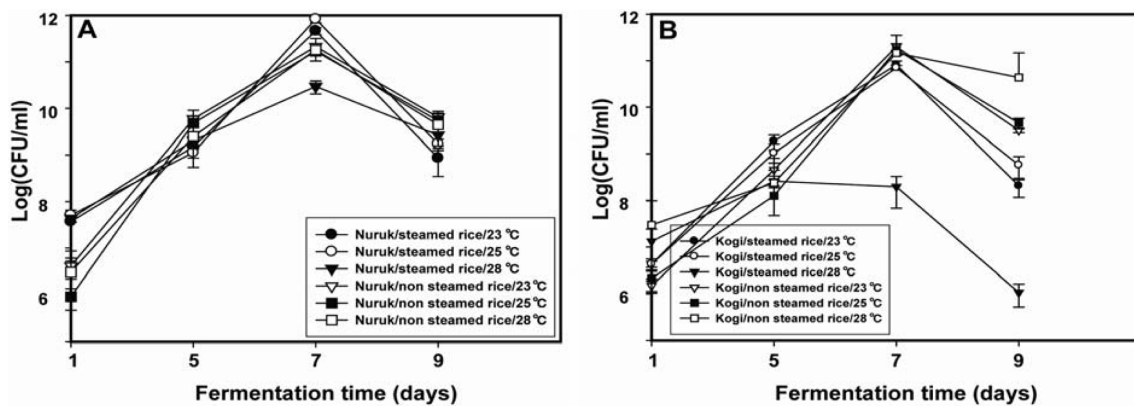 A
12
10
8
6
Log(CFU/ml)
Nuruk/steamed rice/23 °C
Nuruk/steamed rice/25 °C
Nuruk/steamed rice/28 °C
Nuruk/non steamed rice/23 °C
Nuruk/non steamed rice/25 °C
Nuruk/non steamed rice/28 °C
1 5 7 9
Fermentation time (days)
B
12
10
8
6
Log(CFU/ml)
Kogi/steamed rice/23 °C
Kogi/steamed rice/25 °C
Kogi/steamed rice/28 °C
Kogi/non steamed rice/23 °C
Kogi/non steamed rice/25 °C
Kogi/non steamed rice/28 °C
1 5 7 9
Fermentation time (days)